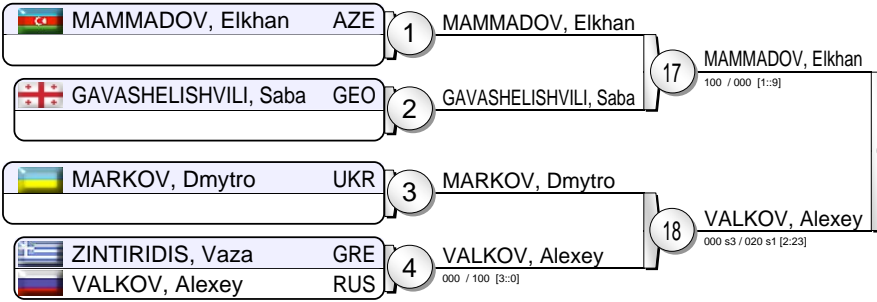 MAMMADOV, Elkhan AZE
1
MAMMADOV, Elkhan
17
MAMMADOV, Elkhan
100 / 000 [1::9]
GAVASHELISHVILI, Saba GEO
2
GAVASHELISHVILI, Saba
MARKOV, Dmytro UKR
3
MARKOV, Dmytro
18
VALKOV, Alexey
000 s3 / 020 s1 [2:23]
ZINTIRIDIS, Vaza GRE
VALKOV, Alexey RUS
4
VALKOV, Alexey
000 / 100 [3::0]